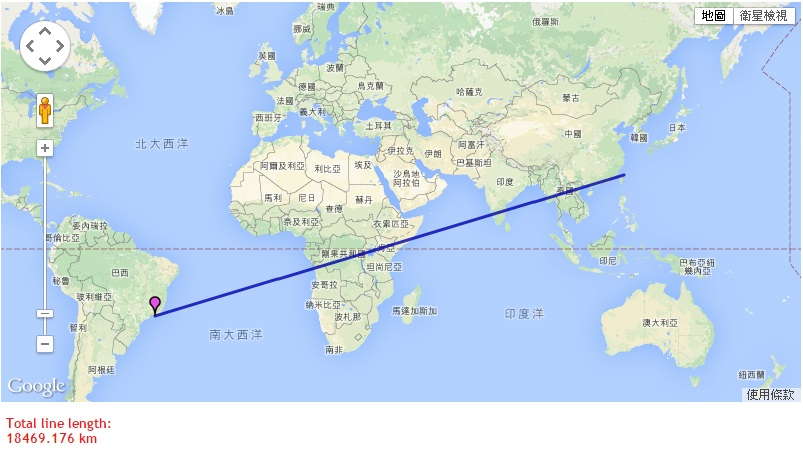 冰島
瑞典
挪威
俄羅斯
地圖
衛星檢視
英國
波蘭
德國
烏克蘭
哈薩克
蒙古
法國
義大利
西班牙
土耳其
中國
韓國
日本
北大西洋
伊拉克
伊朗
阿富汗
巴基斯坦
阿爾及利亞
利比亞
埃及
沙烏地
阿拉伯
印度
泰國
馬利
尼日
查德
蘇丹
奈及利亞
衣索匹亞
委內瑞拉
哥倫比亞
剛果共和國
肯亞
坦尚尼亞
印尼
巴布亞紐
幾內亞
秘魯
巴西
玻利維亞
安哥拉
納米比亞
波札那
馬達加斯加
印度洋
智利
南大西洋
南非
澳大利亞
阿根廷
紐西蘭
Google
使用條款
Total line length:
18469.176 km